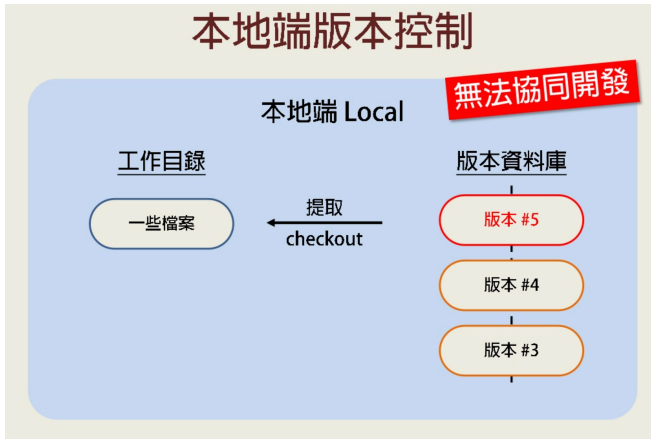 本地端版本控制
無法協同開發
本地端 Local
工作目錄
版本資料庫
一些檔案
提取
checkout
版本 #5
版本 #4
版本 #3